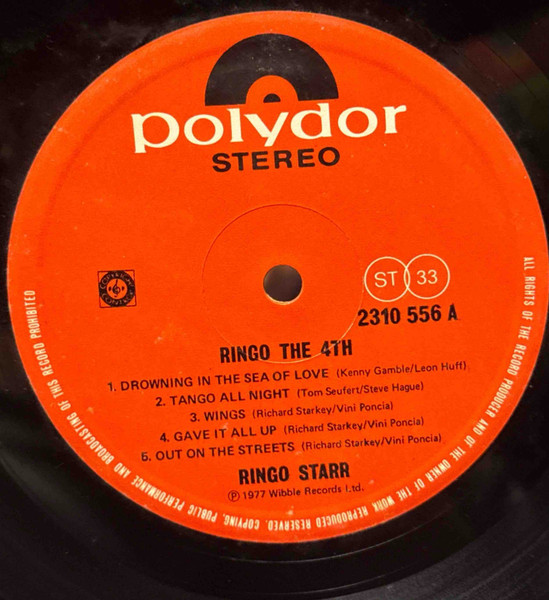 polydor
STEREO
ST 33
2310 556 A
RINGO THE 4TH
1. DROWNING IN THE SEA OF LOVE (Kenny Gamble/Leon Huff)
2. TANGO ALL NIGHT (Tom Seufert/Steve Hague)
3. WINGS (Richard Starkey/Vini Poncia)
4. GAVE IT ALL UP (Richard Starkey/Vini Poncia)
5. OUT ON THE STREETS (Richard Starkey/Vini Poncia)
RINGO STARR
Ⓟ 1977 Wibble Records Ltd.
ALL RIGHTS OF THE RECORD PRODUCER AND OF THE OWNER OF THE WORK REPRODUCED RESERVED. COPYING, PUBLIC PERFORMANCE AND BROADCASTING OF THIS RECORD PROHIBITED